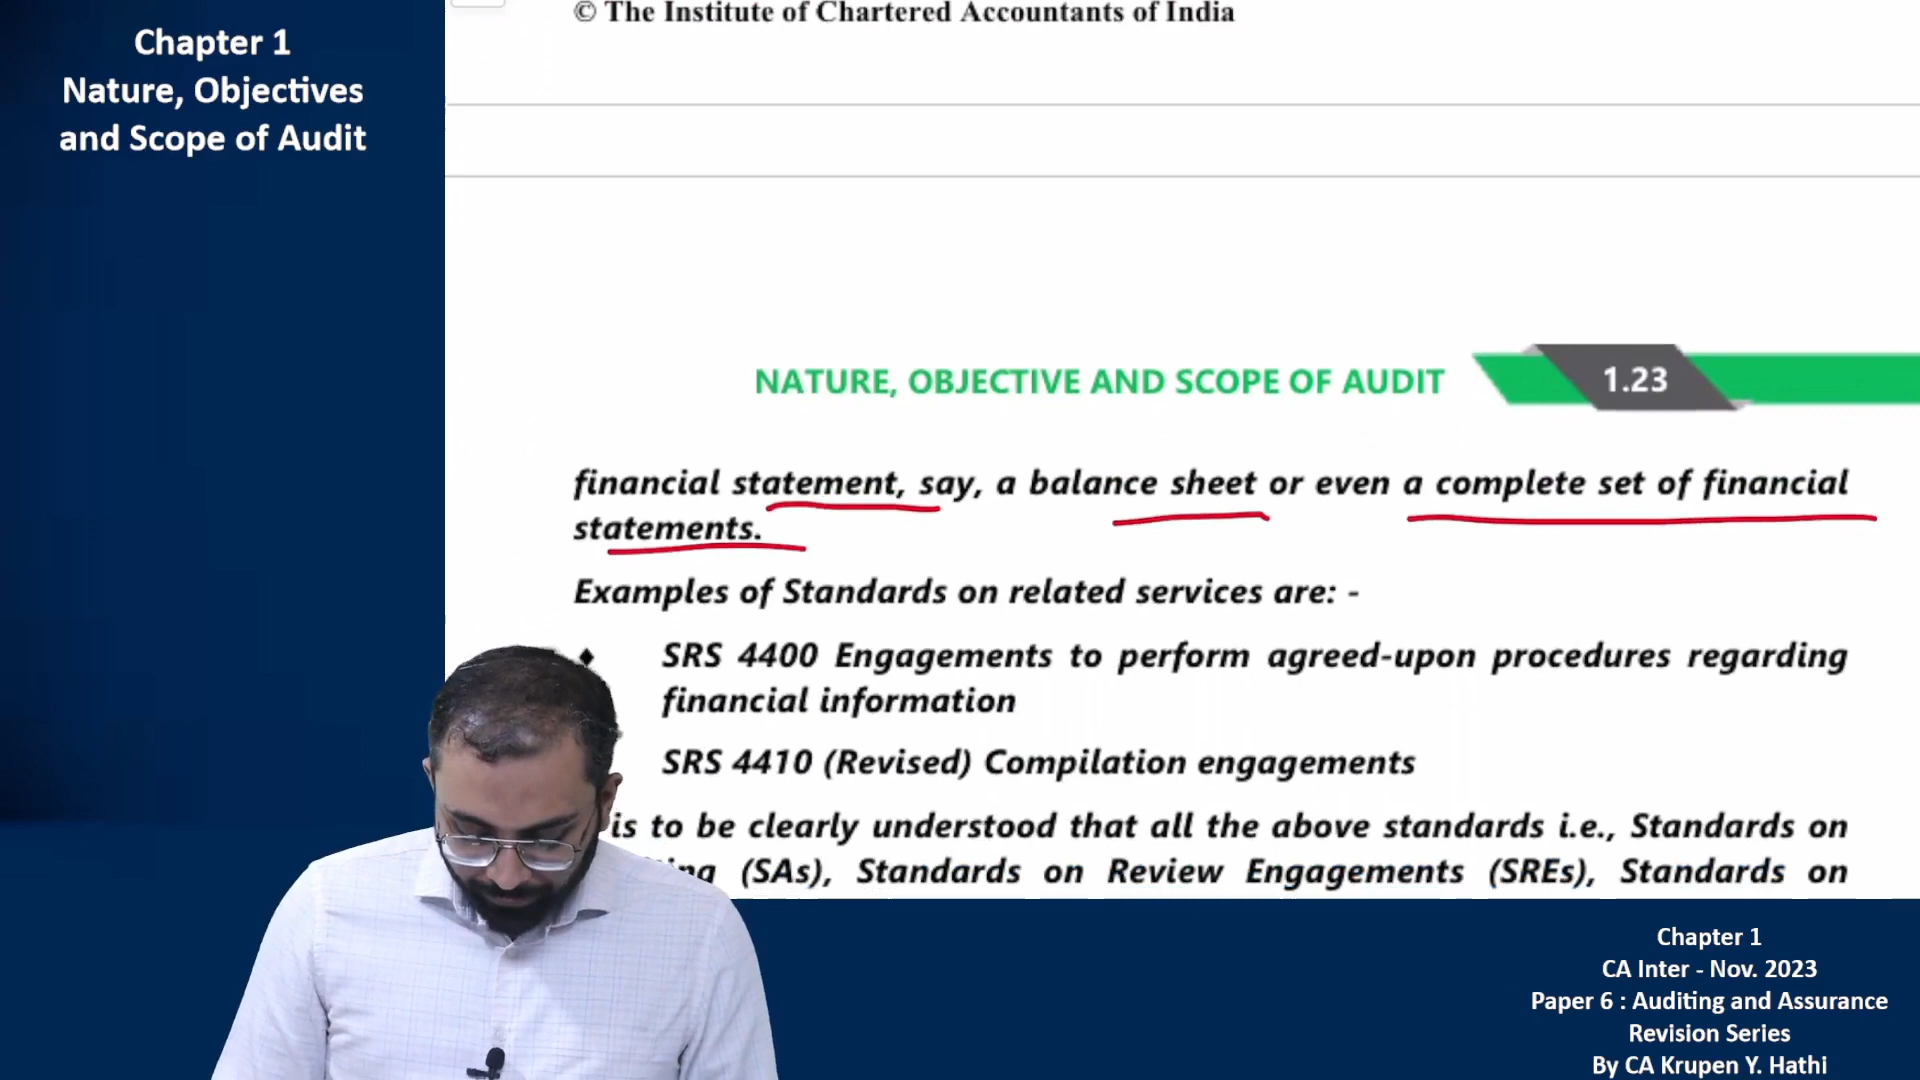 Chapter 1
Nature, Objectives
and Scope of Audit
© The Institute of Chartered Accountants of India
NATURE, OBJECTIVE AND SCOPE OF AUDIT
1.23
financial statement, say, a balance sheet or even a complete set of financial
statements.
Examples of Standards on related services are: -
SRS 4400 Engagements to perform agreed-upon procedures regarding
financial information
SRS 4410 (Revised) Compilation engagements
is to be clearly understood that all the above standards i.e., Standards on
(SAs), Standards on Review Engagements (SREs), Standards on
Chapter 1
CA Inter - Nov. 2023
Paper 6 : Auditing and Assurance
Revision Series
By CA Krupen Y. Hathi